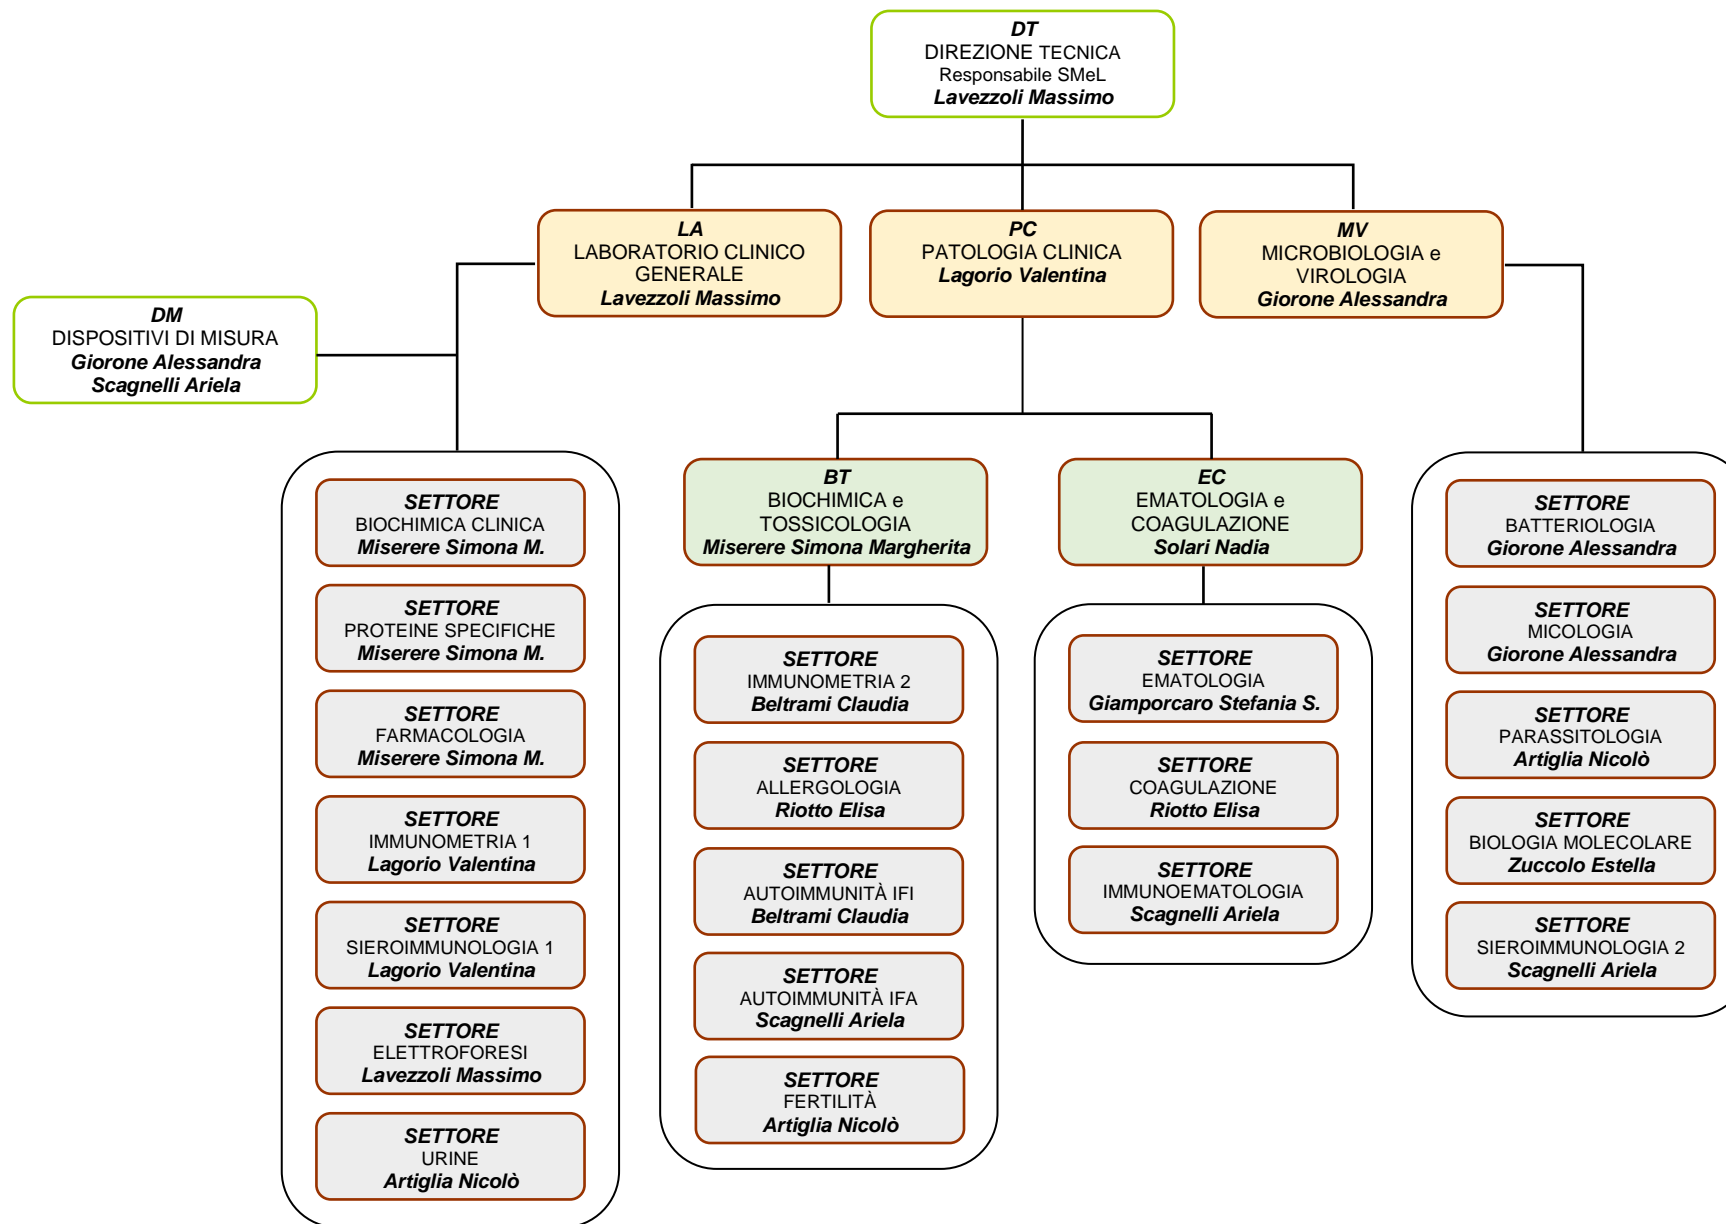 DT
DIREZIONE TECNICA
Responsabile SMeL
Lavezzoli Massimo
LA
LABORATORIO CLINICO
GENERALE
Lavezzoli Massimo
PC
PATOLOGIA CLINICA
Lagorio Valentina
MV
MICROBIOLOGIA e
VIROLOGIA
Giorone Alessandra
DM
DISPOSITIVI DI MISURA
Giorone Alessandra
Scagnelli Ariela
SETTORE
BIOCHIMICA CLINICA
Miserere Simona M.
SETTORE
PROTEINE SPECIFICHE
Miserere Simona M.
SETTORE
FARMACOLOGIA
Miserere Simona M.
SETTORE
IMMUNOMETRIA 1
Lagorio Valentina
SETTORE
SIEROIMMUNOLOGIA 1
Lagorio Valentina
SETTORE
ELETTROFORESI
Lavezzoli Massimo
SETTORE
URINE
Artiglia Nicolò
BT
BIOCHIMICA e
TOSSICOLOGIA
Miserere Simona Margherita
SETTORE
IMMUNOMETRIA 2
Beltrami Claudia
SETTORE
ALLERGOLOGIA
Riotto Elisa
SETTORE
AUTOIMMUNITÀ IFI
Beltrami Claudia
SETTORE
AUTOIMMUNITÀ IFA
Scagnelli Ariela
SETTORE
FERTILITÀ
Artiglia Nicolò
EC
EMATOLOGIA e
COAGULAZIONE
Solari Nadia
SETTORE
EMATOLOGIA
Giamporcaro Stefania S.
SETTORE
COAGULAZIONE
Riotto Elisa
SETTORE
IMMUNOEMATOLOGIA
Scagnelli Ariela
SETTORE
BATTERIOLOGIA
Giorone Alessandra
SETTORE
MICOLOGIA
Giorone Alessandra
SETTORE
PARASSITOLOGIA
Artiglia Nicolò
SETTORE
BIOLOGIA MOLECOLARE
Zuccolo Estella
SETTORE
SIEROIMMUNOLOGIA 2
Scagnelli Ariela